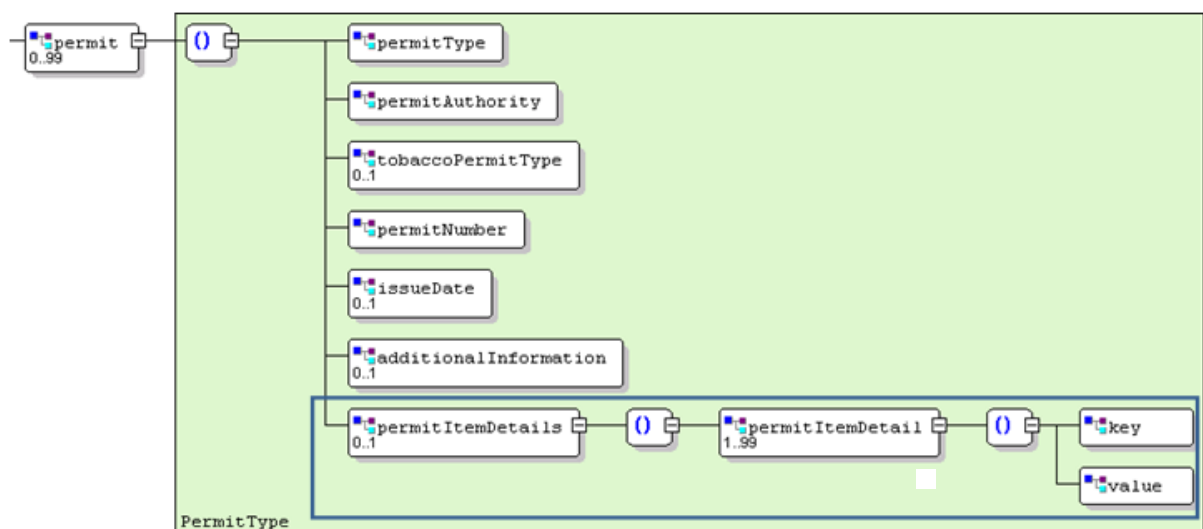 permit
0..99
()
permitType
permitAuthority
tobaccoPermitType
0..1
permitNumber
issueDate
0..1
additionalInformation
0..1
permitItemDetails
0..1
()
permitItemDetail
1..99
()
key
value
PermitType